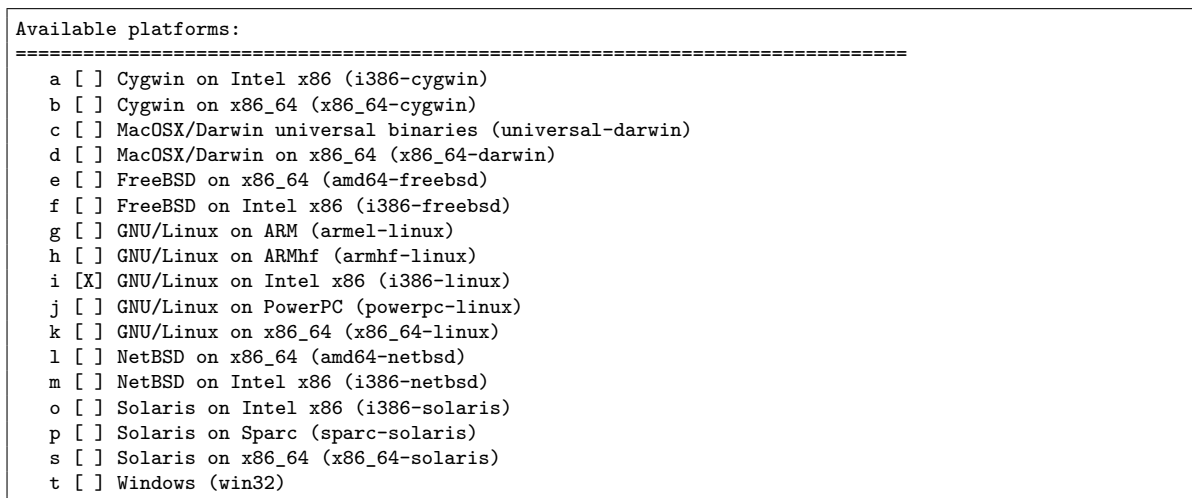 Available platforms:
===============================================================================
   a [ ] Cygwin on Intel x86 (i386-cygwin)
   b [ ] Cygwin on x86_64 (x86_64-cygwin)
   c [ ] MacOSX/Darwin universal binaries (universal-darwin)
   d [ ] MacOSX/Darwin on x86_64 (x86_64-darwin)
   e [ ] FreeBSD on x86_64 (amd64-freebsd)
   f [ ] FreeBSD on Intel x86 (i386-freebsd)
   g [ ] GNU/Linux on ARM (armel-linux)
   h [ ] GNU/Linux on ARMhf (armhf-linux)
   i [X] GNU/Linux on Intel x86 (i386-linux)
   j [ ] GNU/Linux on PowerPC (powerpc-linux)
   k [ ] GNU/Linux on x86_64 (x86_64-linux)
   l [ ] NetBSD on x86_64 (amd64-netbsd)
   m [ ] NetBSD on Intel x86 (i386-netbsd)
   o [ ] Solaris on Intel x86 (i386-solaris)
   p [ ] Solaris on Sparc (sparc-solaris)
   s [ ] Solaris on x86_64 (x86_64-solaris)
   t [ ] Windows (win32)